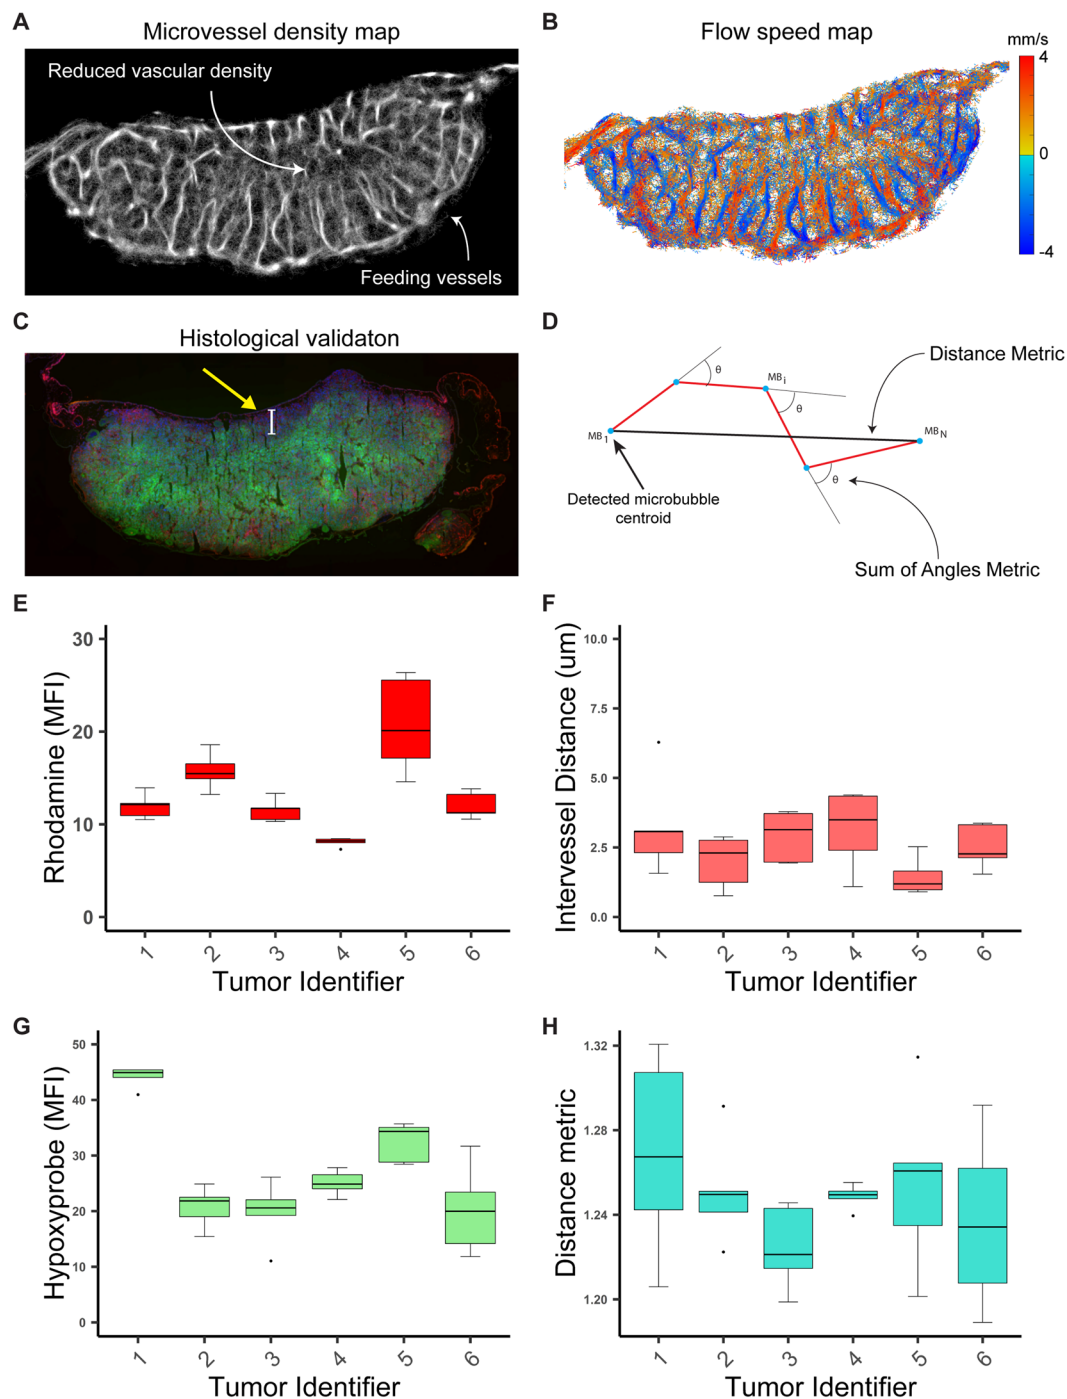 A
Microvessel density map
Reduced vascular density
Feeding vessels
B
Flow speed map
mm/s
4
0
-4
C
Histological validaton
D
θ
MBi
θ
Distance Metric
MB1
MBN
θ
Detected microbubble
centroid
Sum of Angles Metric
E
Rhodamine (MFI)
30
20
10
0
1 2 3 4 5 6
Tumor Identifier
F
Intervessel Distance (um)
10.0
7.5
5.0
2.5
0.0
1 2 3 4 5 6
Tumor Identifier
G
Hypoxyprobe (MFI)
50
40
30
20
10
0
1 2 3 4 5 6
Tumor Identifier
H
Distance metric
1.32
1.28
1.24
1.20
1 2 3 4 5 6
Tumor Identifier